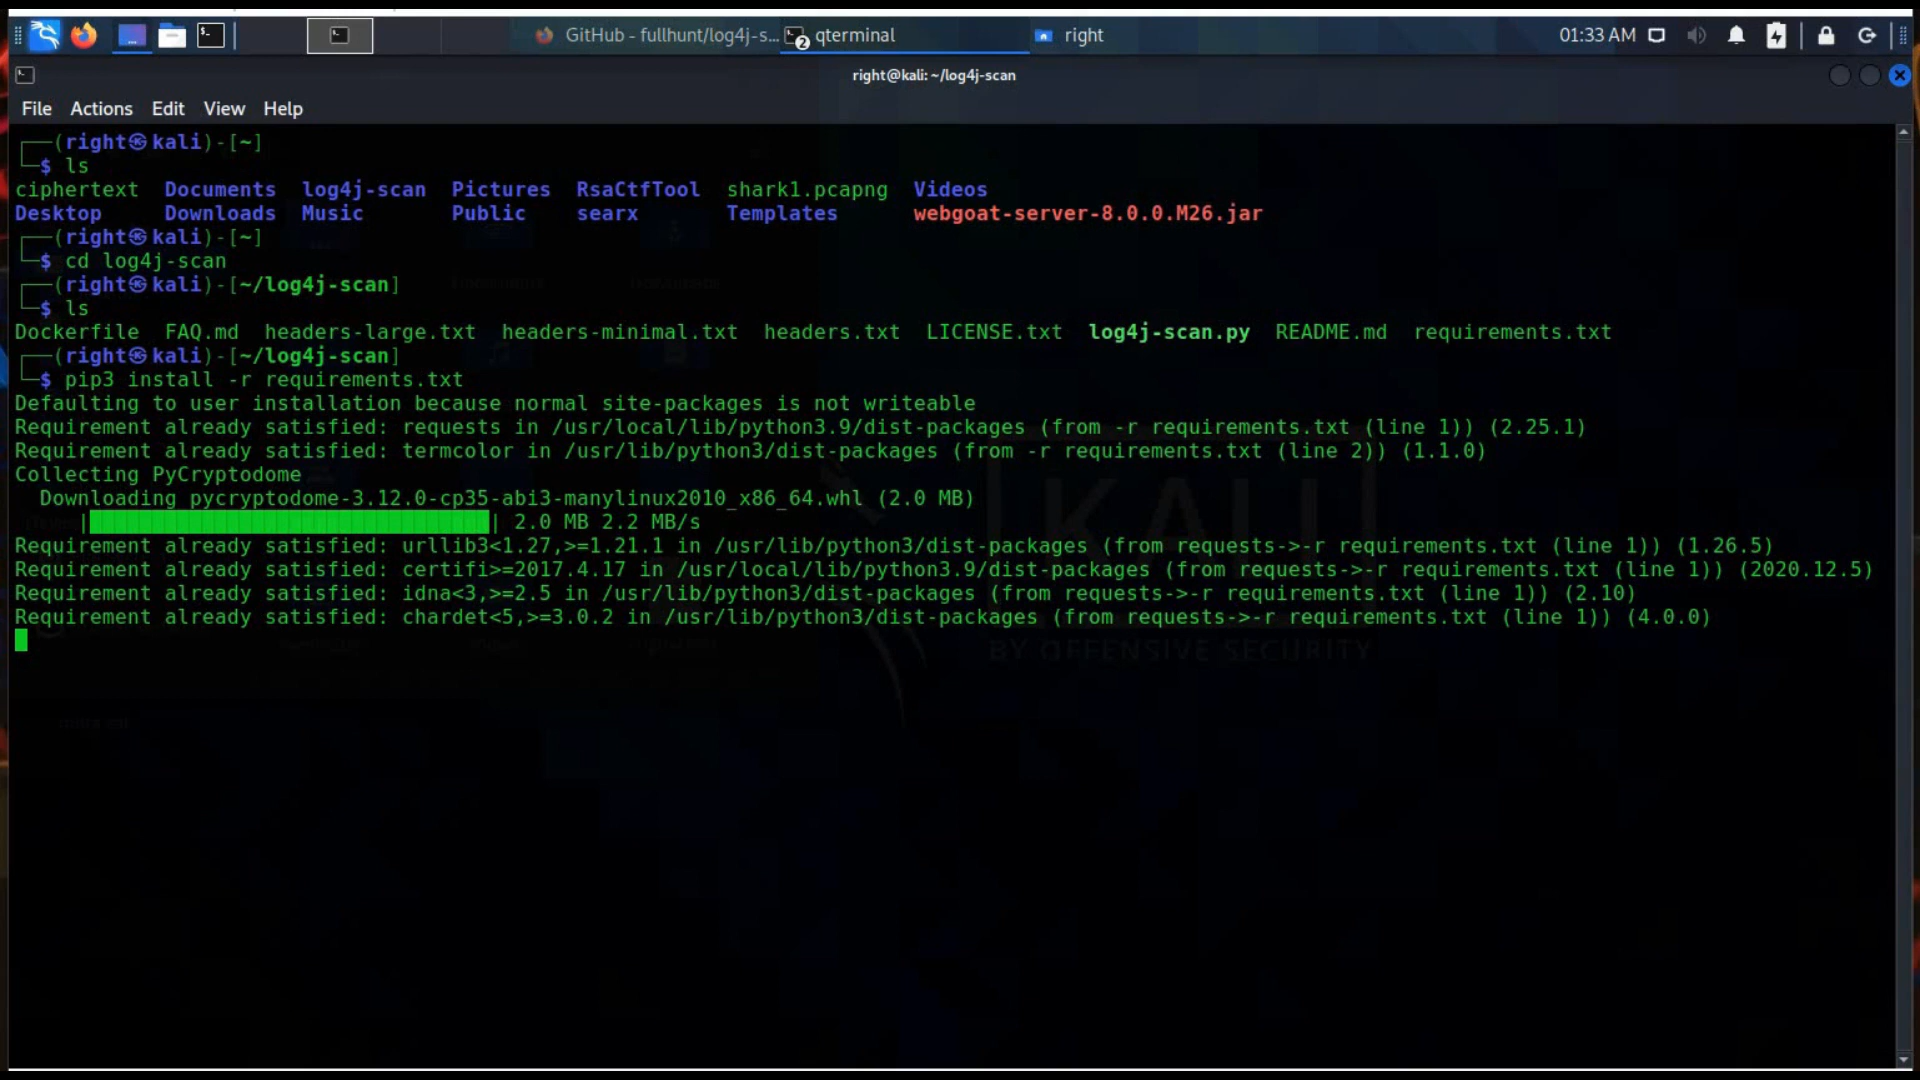 GitHub - fullhunt/log4j-s... 2 qterminal right 01:33 AM
right@kali: ~/log4j-scan
File Actions Edit View Help
┌──(right㉿kali)-[~]
└─$ ls
ciphertext Documents log4j-scan Pictures RsaCtfTool shark1.pcapng Videos
Desktop Downloads Music Public searx Templates webgoat-server-8.0.0.M26.jar
┌──(right㉿kali)-[~]
└─$ cd log4j-scan
┌──(right㉿kali)-[~/log4j-scan]
└─$ ls
Dockerfile FAQ.md headers-large.txt headers-minimal.txt headers.txt LICENSE.txt log4j-scan.py README.md requirements.txt
┌──(right㉿kali)-[~/log4j-scan]
└─$ pip3 install -r requirements.txt
Defaulting to user installation because normal site-packages is not writeable
Requirement already satisfied: requests in /usr/local/lib/python3.9/dist-packages (from -r requirements.txt (line 1)) (2.25.1)
Requirement already satisfied: termcolor in /usr/lib/python3/dist-packages (from -r requirements.txt (line 2)) (1.1.0)
Collecting PyCryptodome
Downloading pycryptodome-3.12.0-cp35-abi3-manylinux2010_x86_64.whl (2.0 MB)
|████████████████████████████████| 2.0 MB 2.2 MB/s
Requirement already satisfied: urllib3<1.27,>=1.21.1 in /usr/lib/python3/dist-packages (from requests->-r requirements.txt (line 1)) (1.26.5)
Requirement already satisfied: certifi>=2017.4.17 in /usr/local/lib/python3.9/dist-packages (from requests->-r requirements.txt (line 1)) (2020.12.5)
Requirement already satisfied: idna<3,>=2.5 in /usr/lib/python3/dist-packages (from requests->-r requirements.txt (line 1)) (2.10)
Requirement already satisfied: chardet<5,>=3.0.2 in /usr/lib/python3/dist-packages (from requests->-r requirements.txt (line 1)) (4.0.0)
KALI
BY OFFENSIVE SECURITY